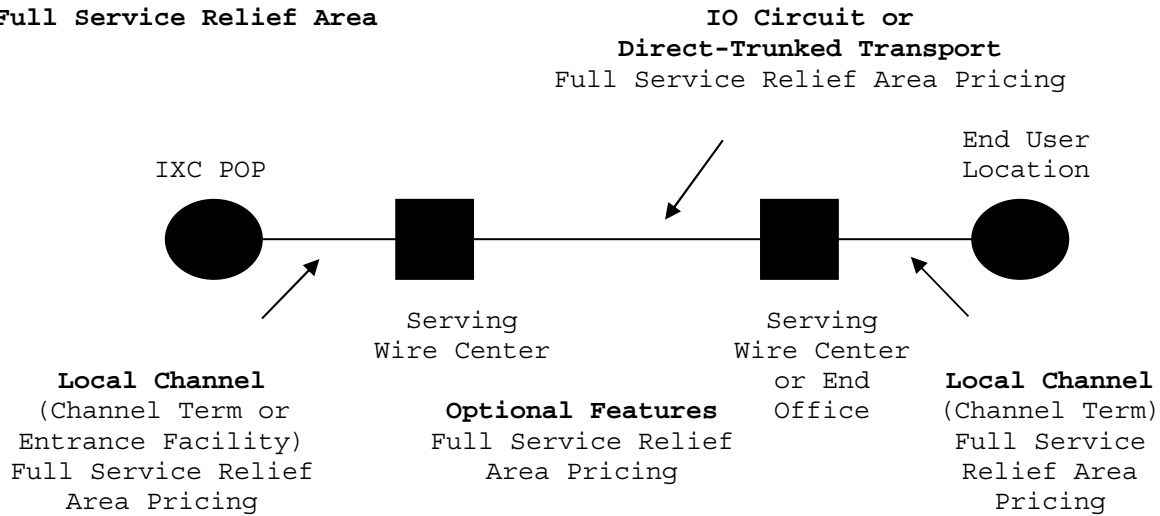 Full Service Relief Area
IO Circuit or
Direct-Trunked Transport
Full Service Relief Area Pricing
IXC POP
End User
Location
Serving
Wire Center
Serving
Wire Center
or End
Office
Local Channel
(Channel Term or
Entrance Facility)
Full Service Relief
Area Pricing
Optional Features
Full Service Relief
Area Pricing
Local Channel
(Channel Term)
Full Service
Relief Area
Pricing